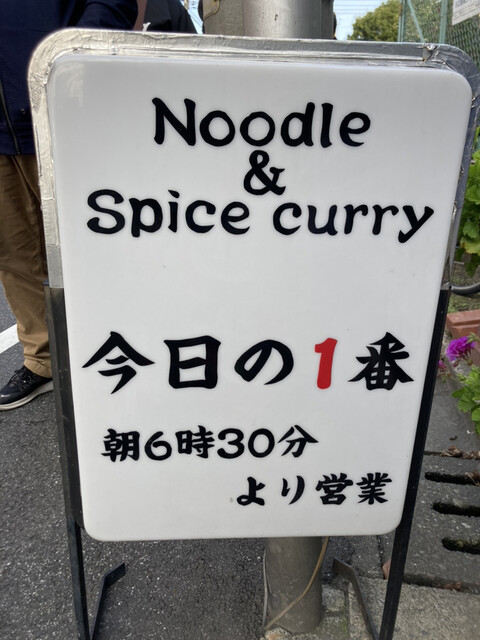 Noodle
&
Spice curry
今日の1番
朝6時30分
より営業